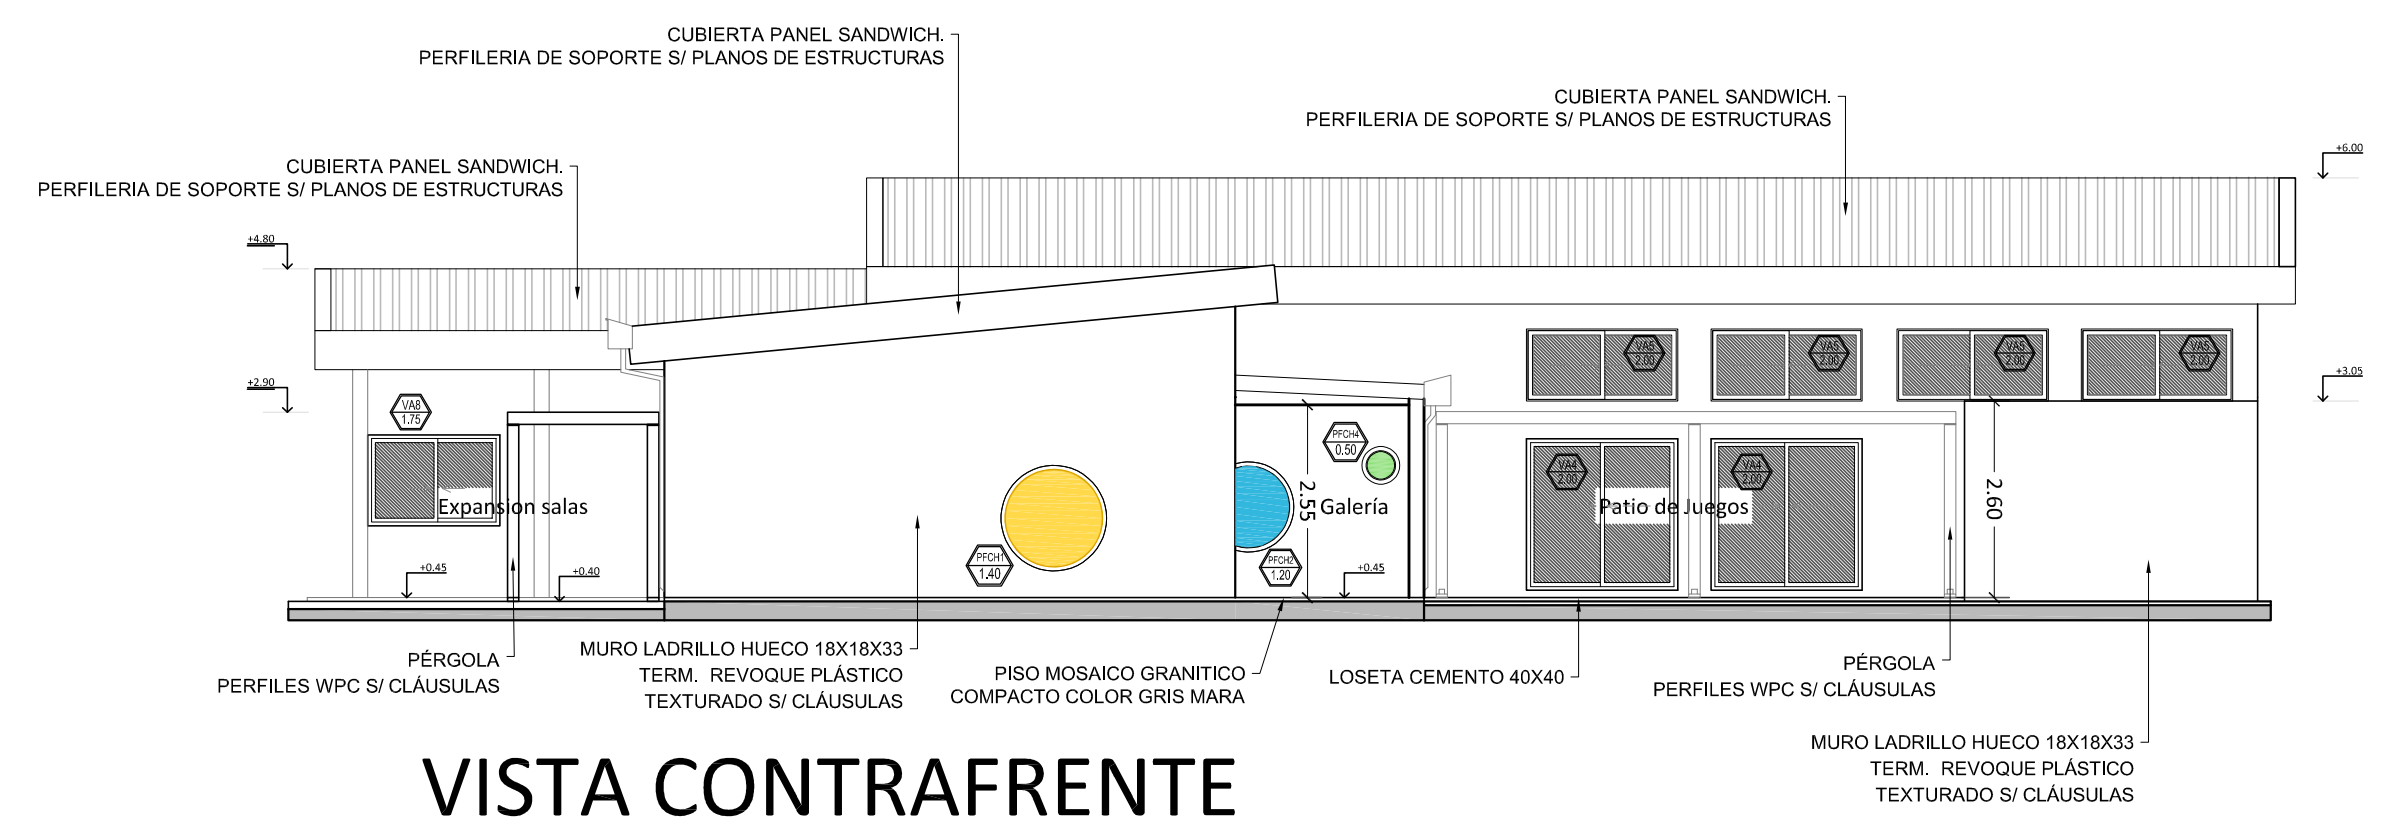 CUBIERTA PANEL SANDWICH.
PERFILERIA DE SOPORTE S/ PLANOS DE ESTRUCTURAS
CUBIERTA PANEL SANDWICH.
PERFILERIA DE SOPORTE S/ PLANOS DE ESTRUCTURAS
CUBIERTA PANEL SANDWICH.
PERFILERIA DE SOPORTE S/ PLANOS DE ESTRUCTURAS
+6.00
+4.80
+2.90
+3.05
VA5
2.00
VA5
2.00
VA5
2.00
VA5
2.00
VA8
1.75
PFCH4
0.50
VA4
2.00
VA4
2.00
Expansion salas
2.55
Galería
Patio de Juegos
2.60
PFCH1
1.40
PFCH2
1.20
+0.45
+0.40
+0.45
PÉRGOLA
PERFILES WPC S/ CLÁUSULAS
MURO LADRILLO HUECO 18X18X33
TERM. REVOQUE PLÁSTICO
TEXTURADO S/ CLÁUSULAS
PISO MOSAICO GRANITICO
COMPACTO COLOR GRIS MARA
LOSETA CEMENTO 40X40
PÉRGOLA
PERFILES WPC S/ CLÁUSULAS
MURO LADRILLO HUECO 18X18X33
TERM. REVOQUE PLÁSTICO
TEXTURADO S/ CLÁUSULAS
VISTA CONTRAFRENTE